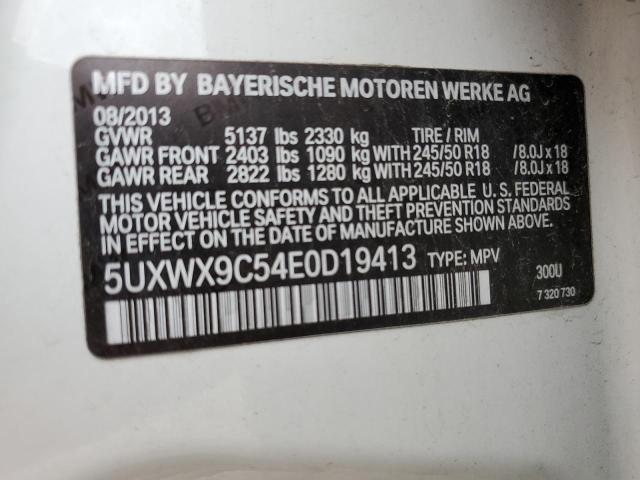 MFD BY BAYERISCHE MOTOREN WERKE AG
08/2013
GVWR 5137 lbs 2330 kg TIRE / RIM
GAWR FRONT 2403 lbs 1090 kg WITH 245/50 R18 /8.0J x 18
GAWR REAR 2822 lbs 1280 kg WITH 245/50 R18 /8.0J x 18
THIS VEHICLE CONFORMS TO ALL APPLICABLE U.S. FEDERAL
MOTOR VEHICLE SAFETY AND THEFT PREVENTION STANDARDS
IN EFFECT ON THE DATE OF MANUFACTURE SHOWN ABOVE.
5UXWX9C54E0D19413 TYPE: MPV
300U
7 320 730